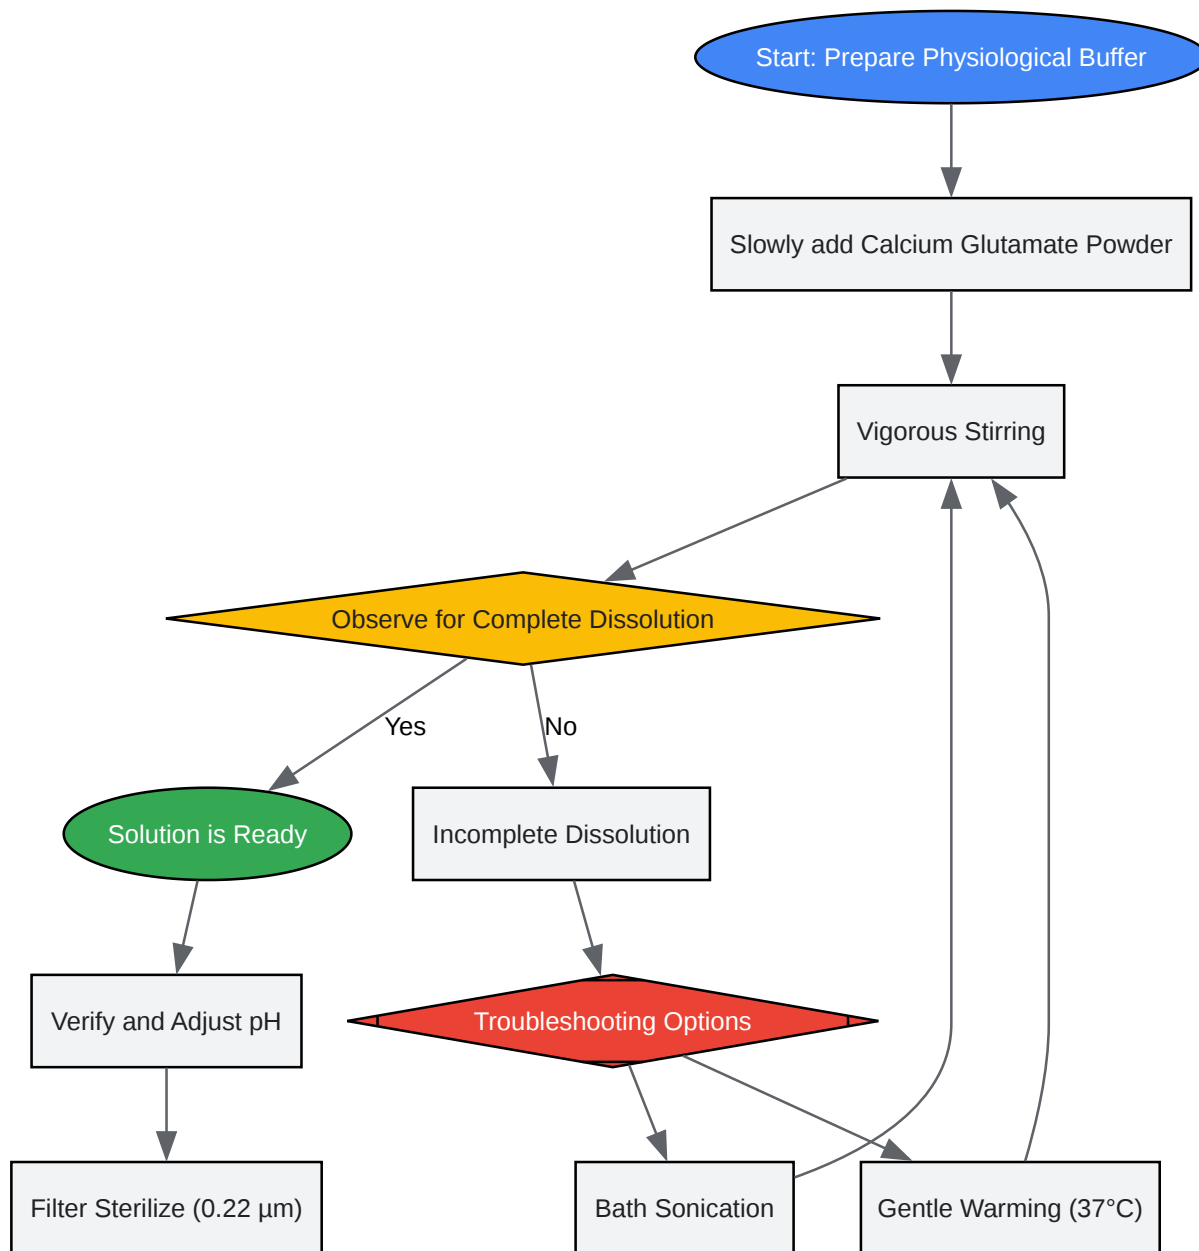 Start: Prepare Physiological Buffer
Slowly add Calcium Glutamate Powder
Vigorous Stirring
Observe for Complete Dissolution
Yes
No
Solution is Ready
Incomplete Dissolution
Verify and Adjust pH
Troubleshooting Options
Filter Sterilize (0.22 µm)
Bath Sonication
Gentle Warming (37°C)